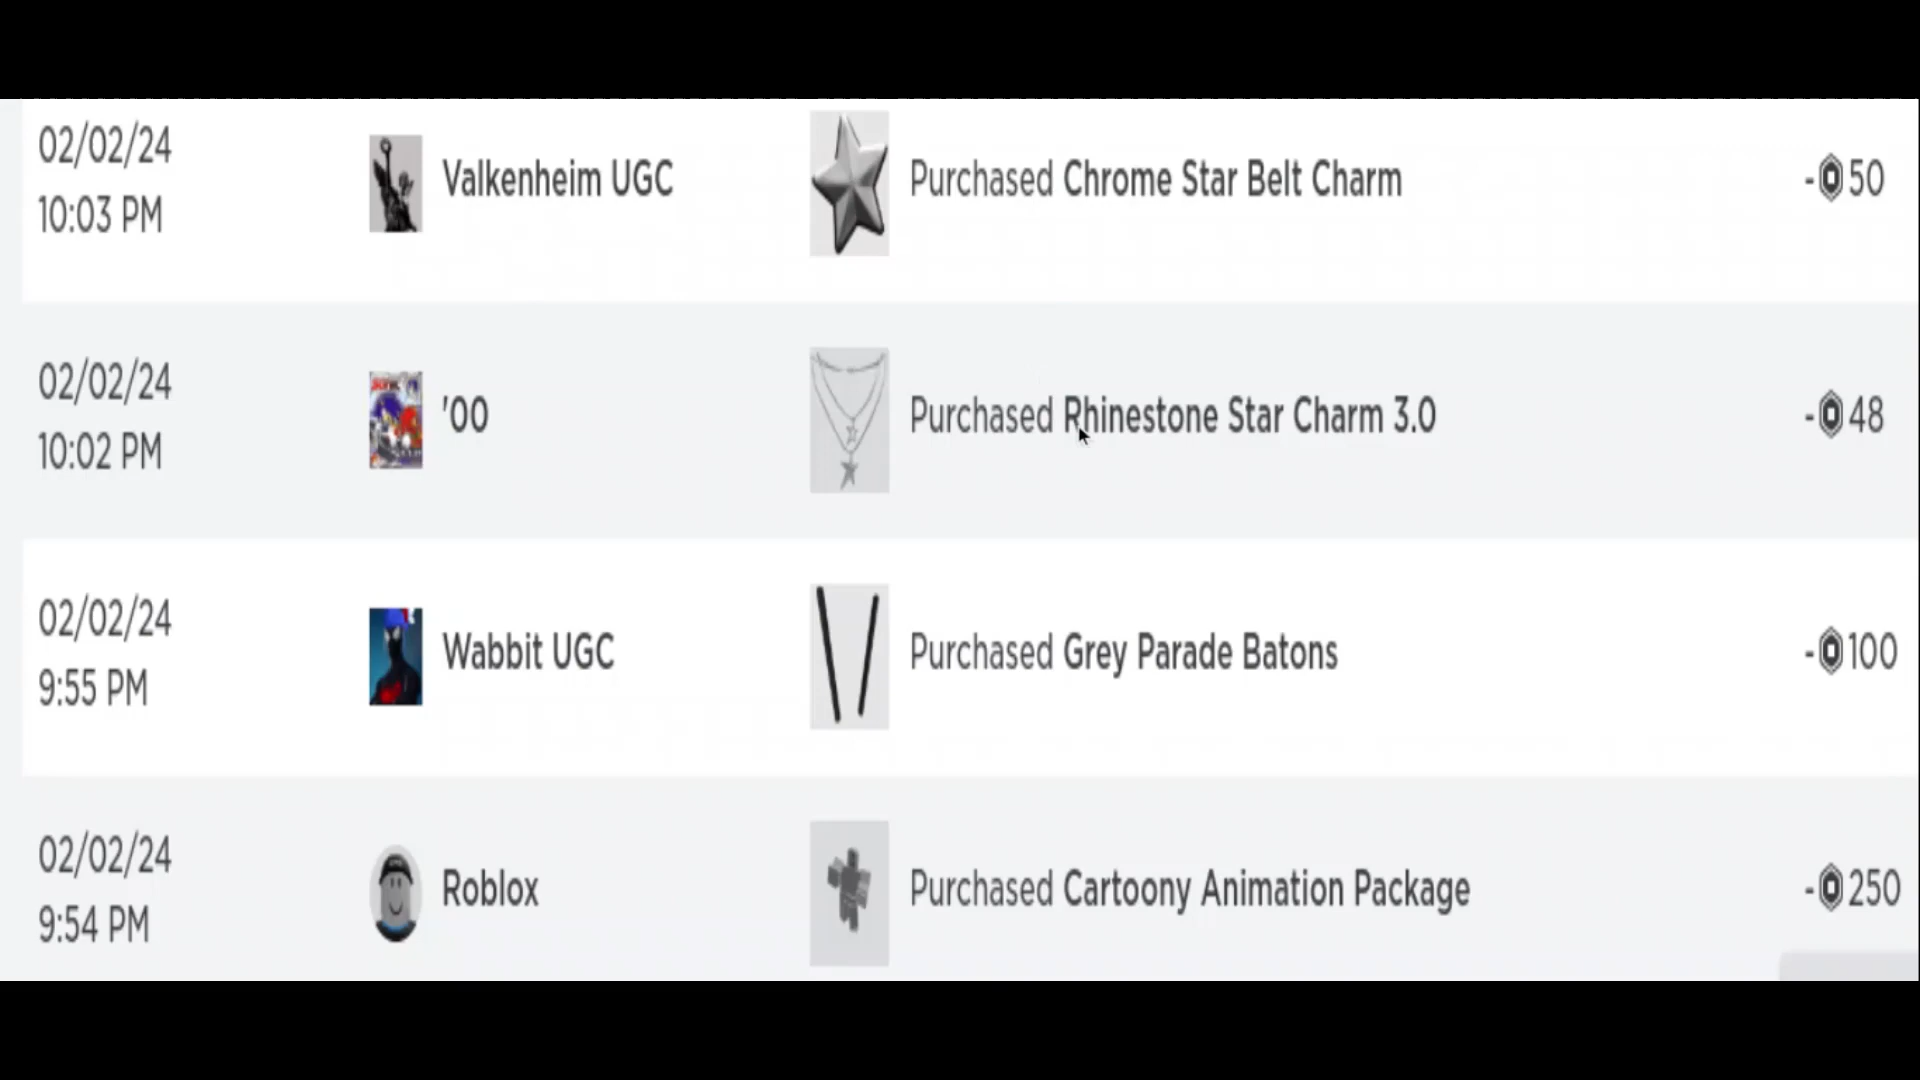 02/02/24
10:03 PM
Valkenheim UGC
Purchased Chrome Star Belt Charm
-50
02/02/24
10:02 PM
'00
Purchased Rhinestone Star Charm 3.0
-48
02/02/24
9:55 PM
Wabbit UGC
Purchased Grey Parade Batons
-100
02/02/24
9:54 PM
Roblox
Purchased Cartoony Animation Package
-250